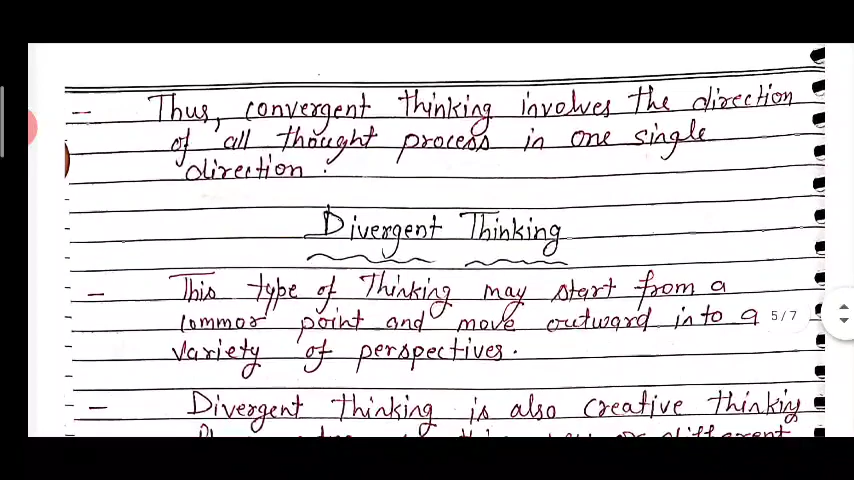 - Thus, convergent thinking involves the direction
of all thought process in one single
direction.
Divergent Thinking
- This type of Thinking may start from a
common point and move outward into a
variety of perspectives.
5/7
- Divergent thinking is also creative thinking
different